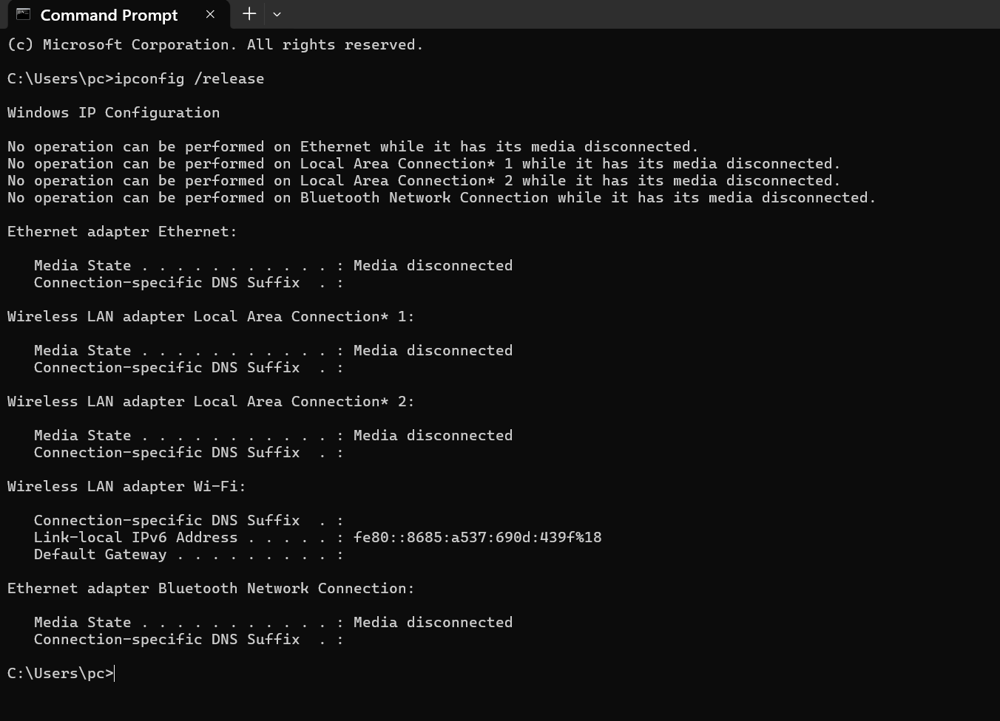 Command Prompt
(c) Microsoft Corporation. All rights reserved.
C:\Users\pc>ipconfig /release
Windows IP Configuration
No operation can be performed on Ethernet while it has its media disconnected.
No operation can be performed on Local Area Connection* 1 while it has its media disconnected.
No operation can be performed on Local Area Connection* 2 while it has its media disconnected.
No operation can be performed on Bluetooth Network Connection while it has its media disconnected.
Ethernet adapter Ethernet:
   Media State . . . . . . . . . . . : Media disconnected
   Connection-specific DNS Suffix  . :
Wireless LAN adapter Local Area Connection* 1:
   Media State . . . . . . . . . . . : Media disconnected
   Connection-specific DNS Suffix  . :
Wireless LAN adapter Local Area Connection* 2:
   Media State . . . . . . . . . . . : Media disconnected
   Connection-specific DNS Suffix  . :
Wireless LAN adapter Wi-Fi:
   Connection-specific DNS Suffix  . :
   Link-local IPv6 Address . . . . . : fe80::8685:a537:690d:439f%18
   Default Gateway . . . . . . . . . :
Ethernet adapter Bluetooth Network Connection:
   Media State . . . . . . . . . . . : Media disconnected
   Connection-specific DNS Suffix  . :
C:\Users\pc>